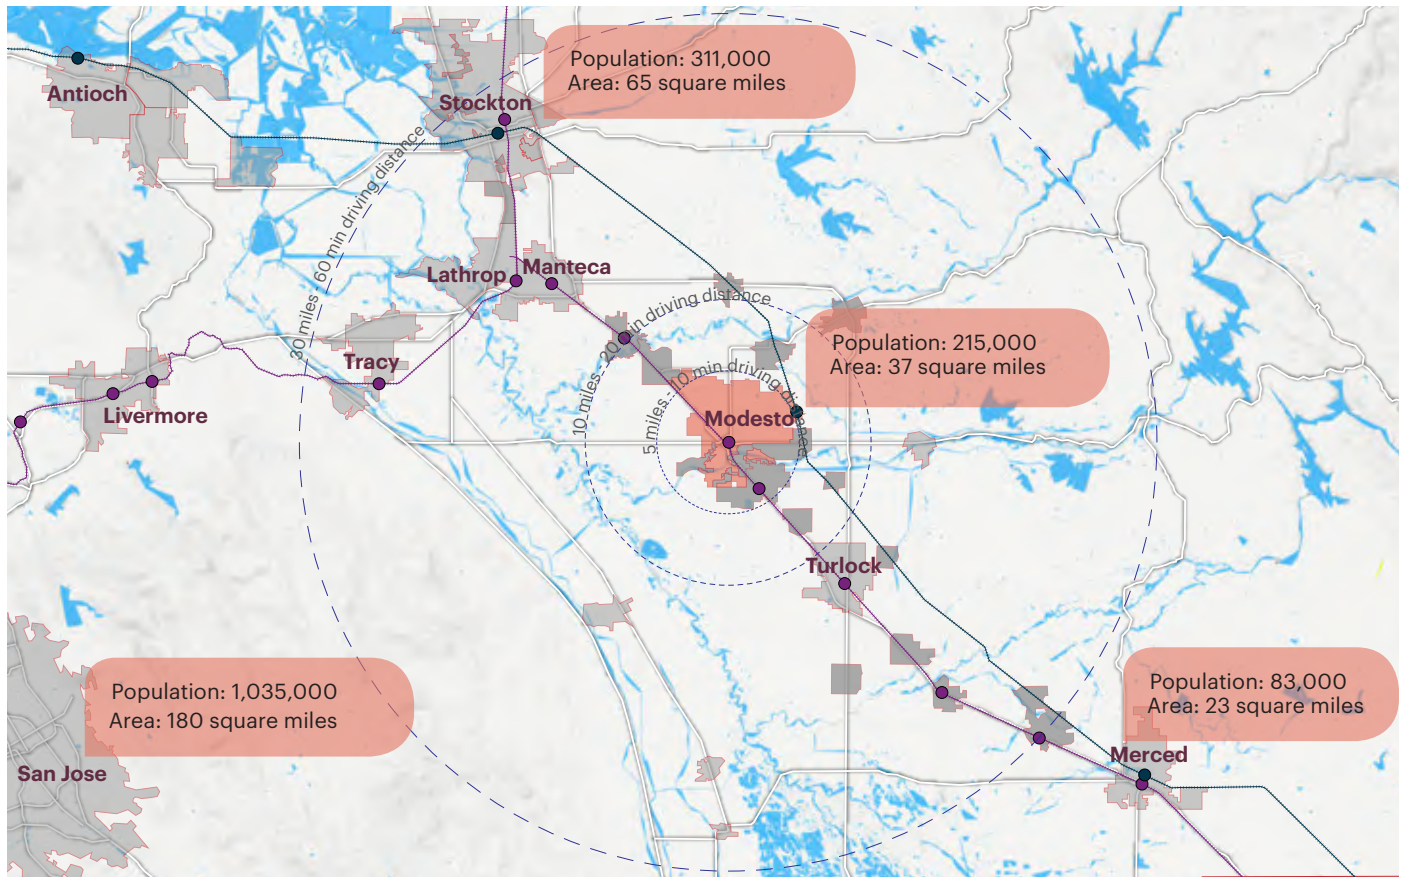 Population: 311,000
Area: 65 square miles
Antioch
Stockton
30 miles - 60 min driving distance
Lathrop
Manteca
10 miles - 20 min driving distance
Population: 215,000
Area: 37 square miles
Tracy
5 miles - 10 min driving distance
Livermore
Modesto
Turlock
Population: 1,035,000
Area: 180 square miles
Population: 83,000
Area: 23 square miles
San Jose
Merced